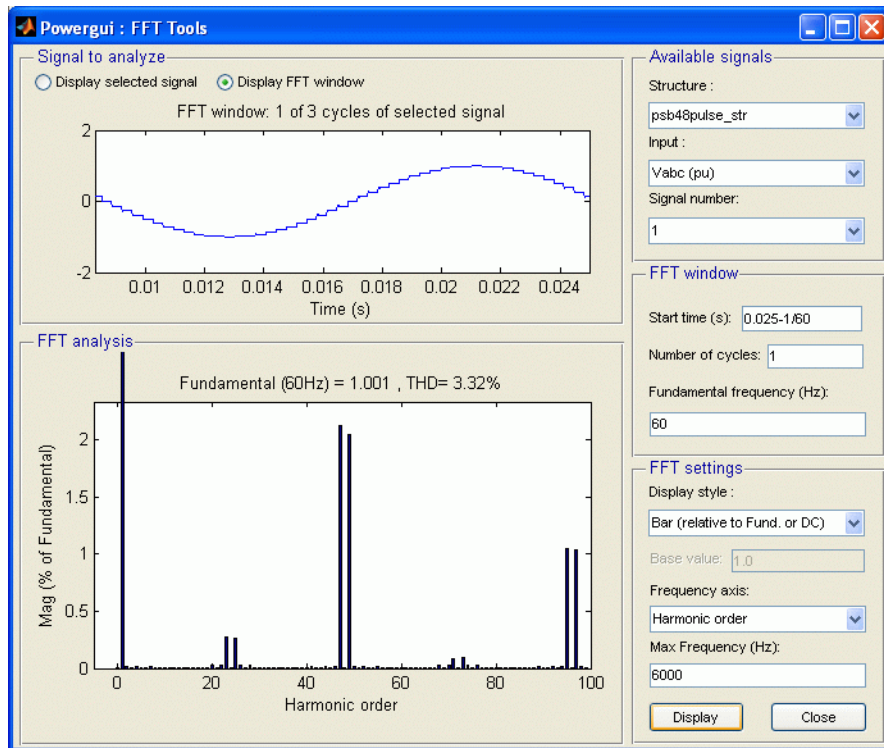 Powergui : FFT Tools
Signal to analyze
Display selected signal
Display FFT window
FFT window: 1 of 3 cycles of selected signal
2
0
-2
0.01 0.012 0.014 0.016 0.018 0.02 0.022 0.024
Time (s)
FFT analysis
Fundamental (60Hz) = 1.001 , THD= 3.32%
Mag (% of Fundamental)
2
1.5
1
0.5
0
0 20 40 60 80 100
Harmonic order
Available signals
Structure :
psb48pulse_str
Input :
Vabc (pu)
Signal number:
1
FFT window
Start time (s): 0.025-1/60
Number of cycles: 1
Fundamental frequency (Hz):
60
FFT settings
Display style :
Bar (relative to Fund. or DC)
Base value: 1.0
Frequency axis:
Harmonic order
Max Frequency (Hz):
6000
Display
Close